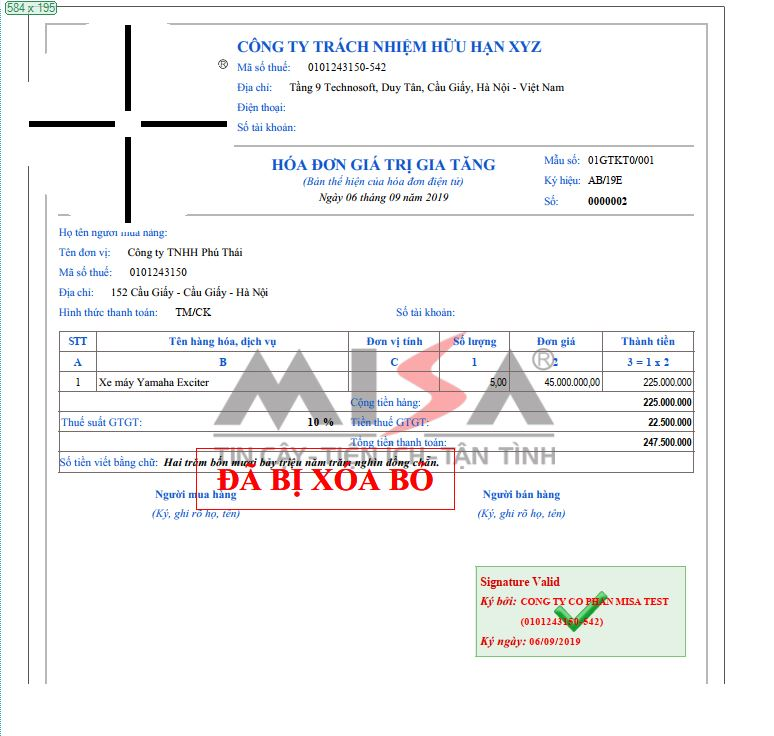 584 x 195
CÔNG TY TRÁCH NHIỆM HỮU HẠN XYZ
®
Mã số thuế: 0101243150-542
Địa chỉ: Tầng 9 Technosoft, Duy Tân, Cầu Giấy, Hà Nội - Việt Nam
Điện thoại:
Số tài khoản:
HÓA ĐƠN GIÁ TRỊ GIA TĂNG
(Bản thể hiện của hóa đơn điện tử)
Ngày 06 tháng 09 năm 2019
Mẫu số: 01GTKT0/001
Ký hiệu: AB/19E
Số: 0000002
Họ tên người mua hàng:
Tên đơn vị: Công ty TNHH Phú Thái
Mã số thuế: 0101243150
Địa chỉ: 152 Cầu Giấy - Cầu Giấy - Hà Nội
Hình thức thanh toán: TM/CK Số tài khoản:
STT Tên hàng hóa, dịch vụ Đơn vị tính Số lượng Đơn giá Thành tiền
A B C 1 2 3 = 1 x 2
1 Xe máy Yamaha Exciter 5,00 45.000.000,00 225.000.000
Cộng tiền hàng: 225.000.000
Thuế suất GTGT: 10 % Tiền thuế GTGT: 22.500.000
Tổng tiền thanh toán: 247.500.000
MISA®
TIN CẬY - TIỆN ÍCH - TẬN TÌNH
Số tiền viết bằng chữ: Hai trăm bốn mươi bảy triệu năm trăm nghìn đồng chẵn.
ĐÃ BỊ XÓA BỎ
Người mua hàng Người bán hàng
(Ký, ghi rõ họ, tên) (Ký, ghi rõ họ, tên)
Signature Valid
Ký bởi: CONG TY CO PHAN MISA TEST
(0101243150-542)
Ký ngày: 06/09/2019